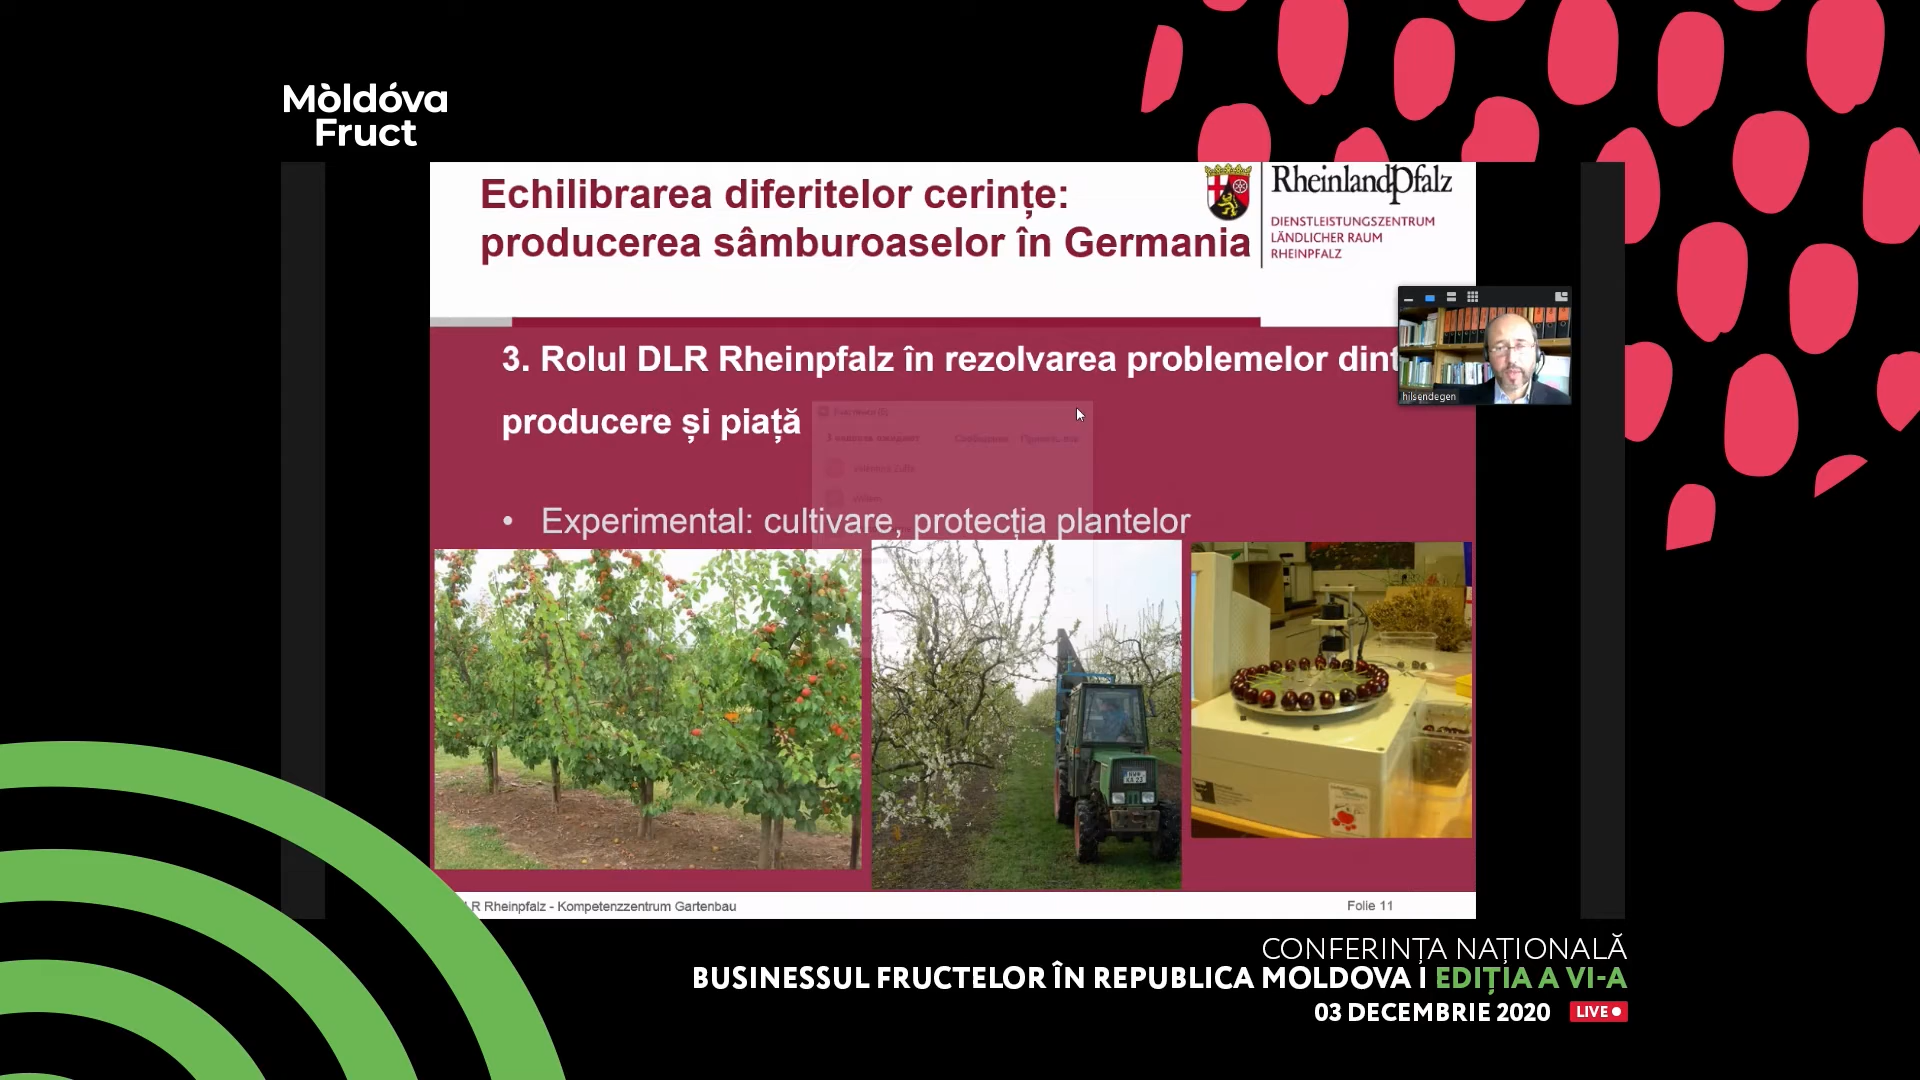 Mòldóva
Fruct
Echilibrarea diferitelor cerințe:
producerea sâmburoaselor în Germania
RheinlandPfalz
DIENSTLEISTUNGSZENTRUM
LÄNDLICHER RAUM
RHEINPFALZ
hilsendegen
3. Rolul DLR Rheinpfalz în rezolvarea problemelor dint
producere și piață
• Experimental: cultivare, protecția plantelor
LR Rheinpfalz - Kompetenzzentrum Gartenbau
Folie 11
CONFERINȚA NAȚIONALĂ
BUSINESSUL FRUCTELOR ÎN REPUBLICA MOLDOVA I EDIȚIA A VI-A
03 DECEMBRIE 2020 LIVE